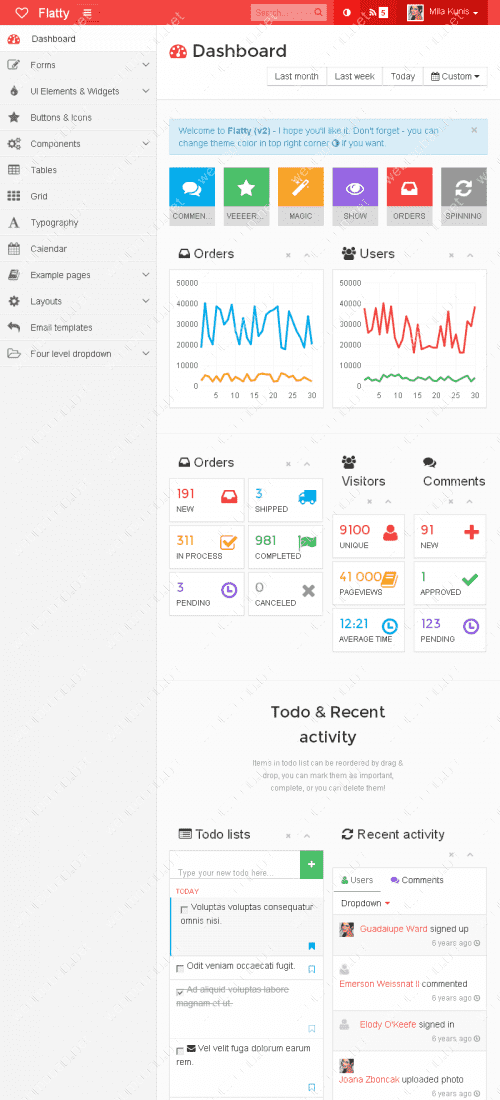 Flatty
Search...
5
Mila Kunis
Dashboard
Forms
UI Elements & Widgets
Buttons & Icons
Components
Tables
Grid
Typography
Calendar
Example pages
Layouts
Email templates
Four level dropdown
Dashboard
Last month
Last week
Today
Custom
Welcome to Flatty (v2) - I hope you'll like it. Don't forget - you can
change theme color in top right corner if you want.
COMMEN...
VEEEER...
MAGIC
SHOW
ORDERS
SPINNING
Orders
50000
40000
30000
20000
10000
0
5 10 15 20 25 30
Users
50000
40000
30000
20000
10000
0
5 10 15 20 25 30
Orders
191
NEW
3
SHIPPED
311
IN PROCESS
981
COMPLETED
3
PENDING
0
CANCELED
Visitors
9100
UNIQUE
41 000
PAGEVIEWS
12:21
AVERAGE TIME
Comments
91
NEW
1
APPROVED
123
PENDING
Todo & Recent
activity
Items in todo list can be reordered by drag &
drop, you can mark them as important,
complete, or you can delete them!
Todo lists
Type your new todo here...
TODAY
Voluptas voluptas consequatur
omnis nisi.
Odit veniam occaecati fugit.
Ad aliquid voluptas labore
magnam et ut.
Vel velit fuga dolorum earum
rem.
Recent activity
Users
Comments
Dropdown
Guadalupe Ward signed up
6 years ago
Emerson Weissnat II commented
6 years ago
Elody O'Keefe signed in
6 years ago
Joana Zboncak uploaded photo
6 years ago